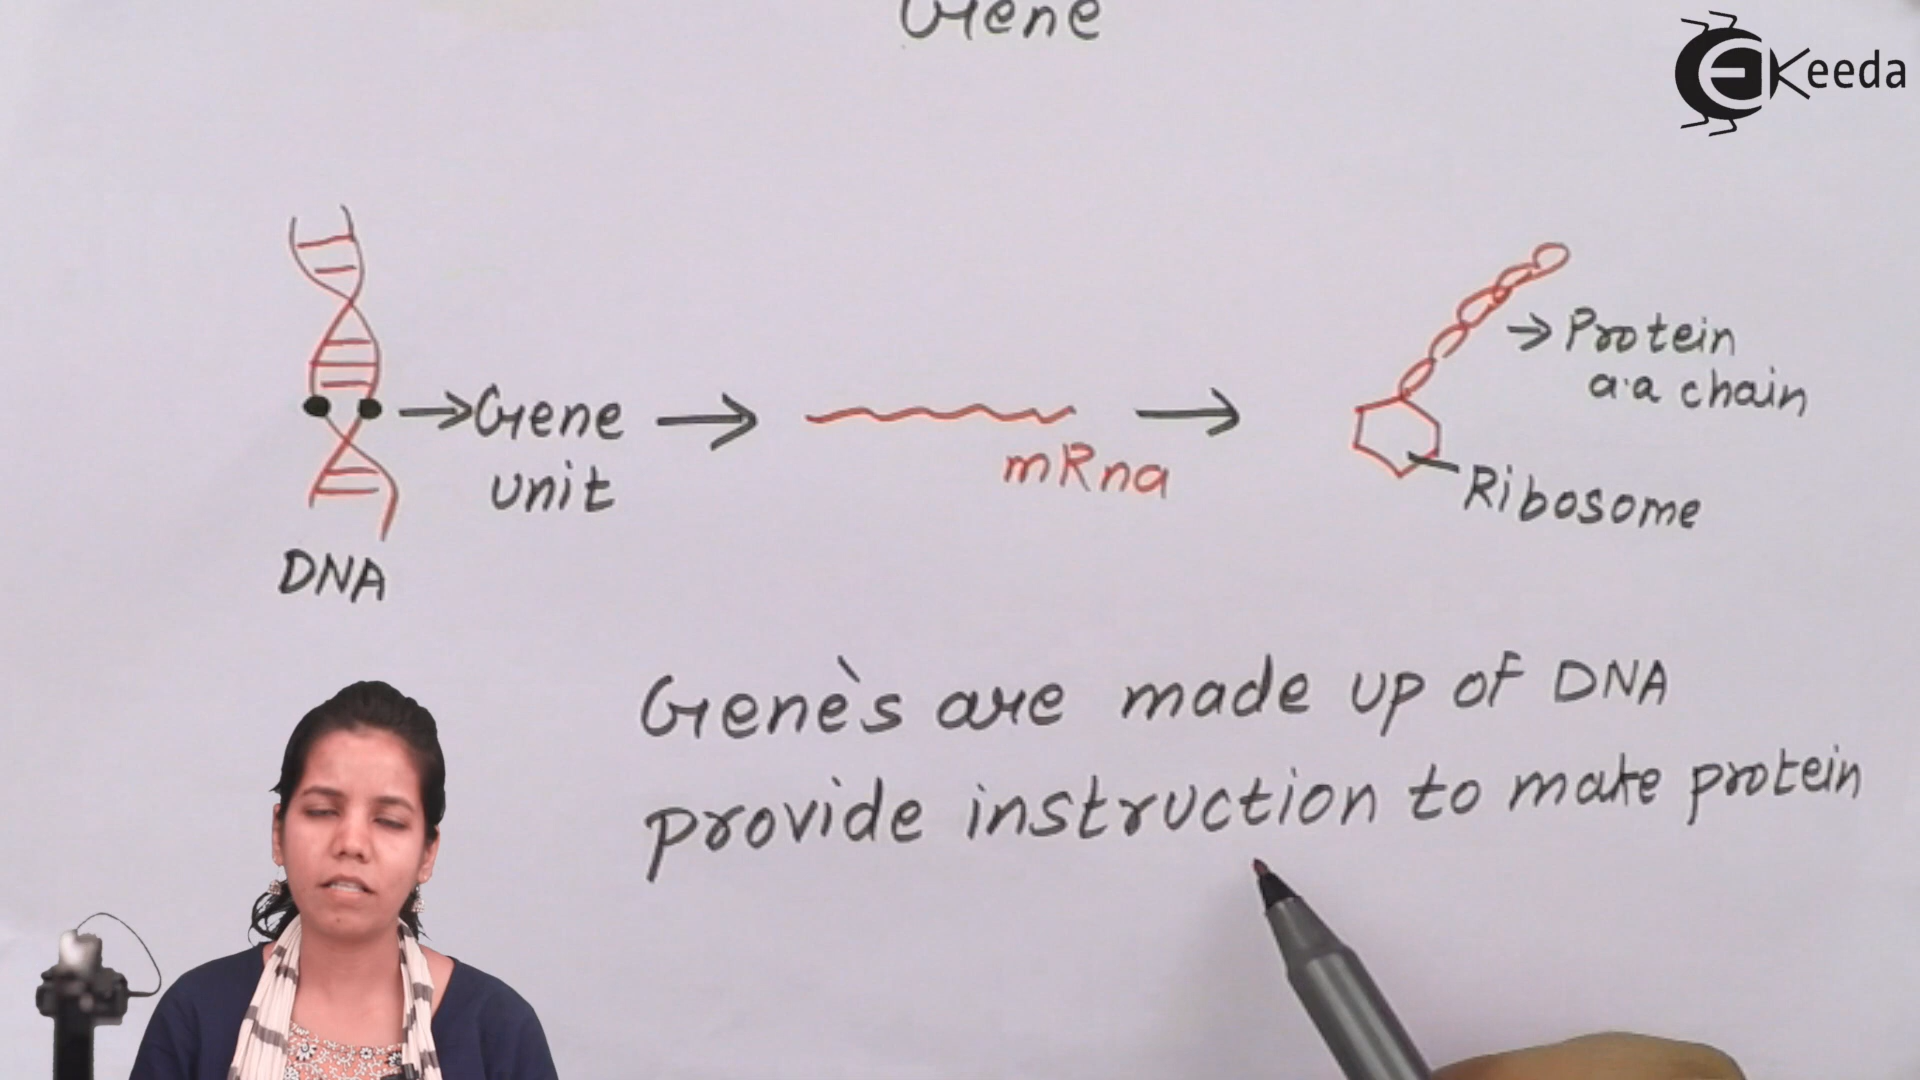 Gene
EKeeda
Gene
unit
DNA
mRna
Protein
a.a chain
Ribosome
Gene's are made up of DNA
provide instruction to make protein